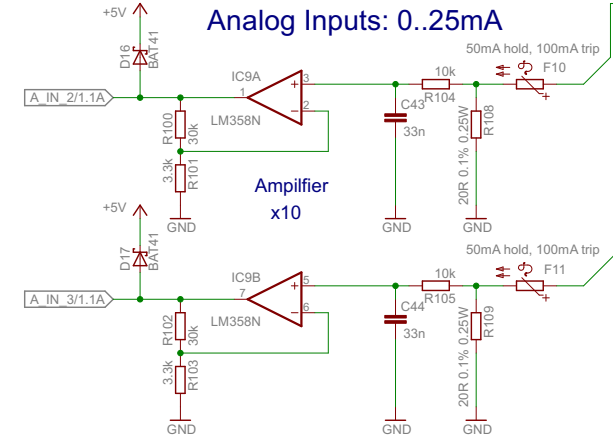 Analog Inputs: 0..25mA
+5V
D16
BAT41
50mA hold, 100mA trip
F10
IC9A
A_IN_2/1.1A
1
3
2
LM358N
10k
R104
C43
33n
R108
20R 0.1% 0.25W
R100
30k
R101
3.3k
Ampilfier
x10
GND
GND
GND
+5V
D17
BAT41
50mA hold, 100mA trip
F11
IC9B
A_IN_3/1.1A
7
5
6
LM358N
10k
R105
C44
33n
R109
20R 0.1% 0.25W
R102
30k
R103
3.3k
GND
GND
GND